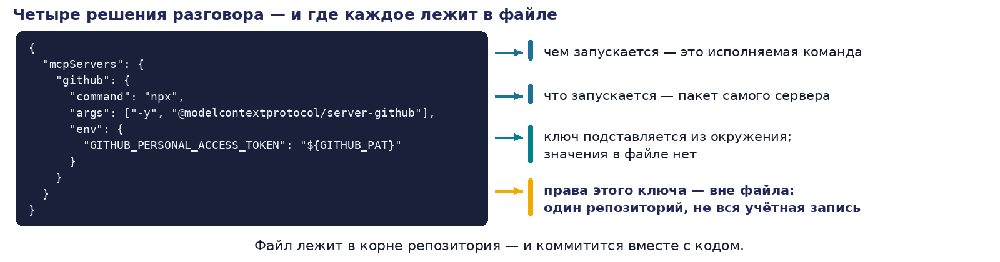 Четыре решения разговора — и где каждое лежит в файле
{
  "mcpServers": {
    "github": {
      "command": "npx",
      "args": ["-y", "@modelcontextprotocol/server-github"],
      "env": {
        "GITHUB_PERSONAL_ACCESS_TOKEN": "${GITHUB_PAT}"
      }
    }
  }
}
чем запускается — это исполняемая команда
что запускается — пакет самого сервера
ключ подставляется из окружения;
значения в файле нет
права этого ключа — вне файла:
один репозиторий, не вся учётная запись
Файл лежит в корне репозитория — и коммитится вместе с кодом.